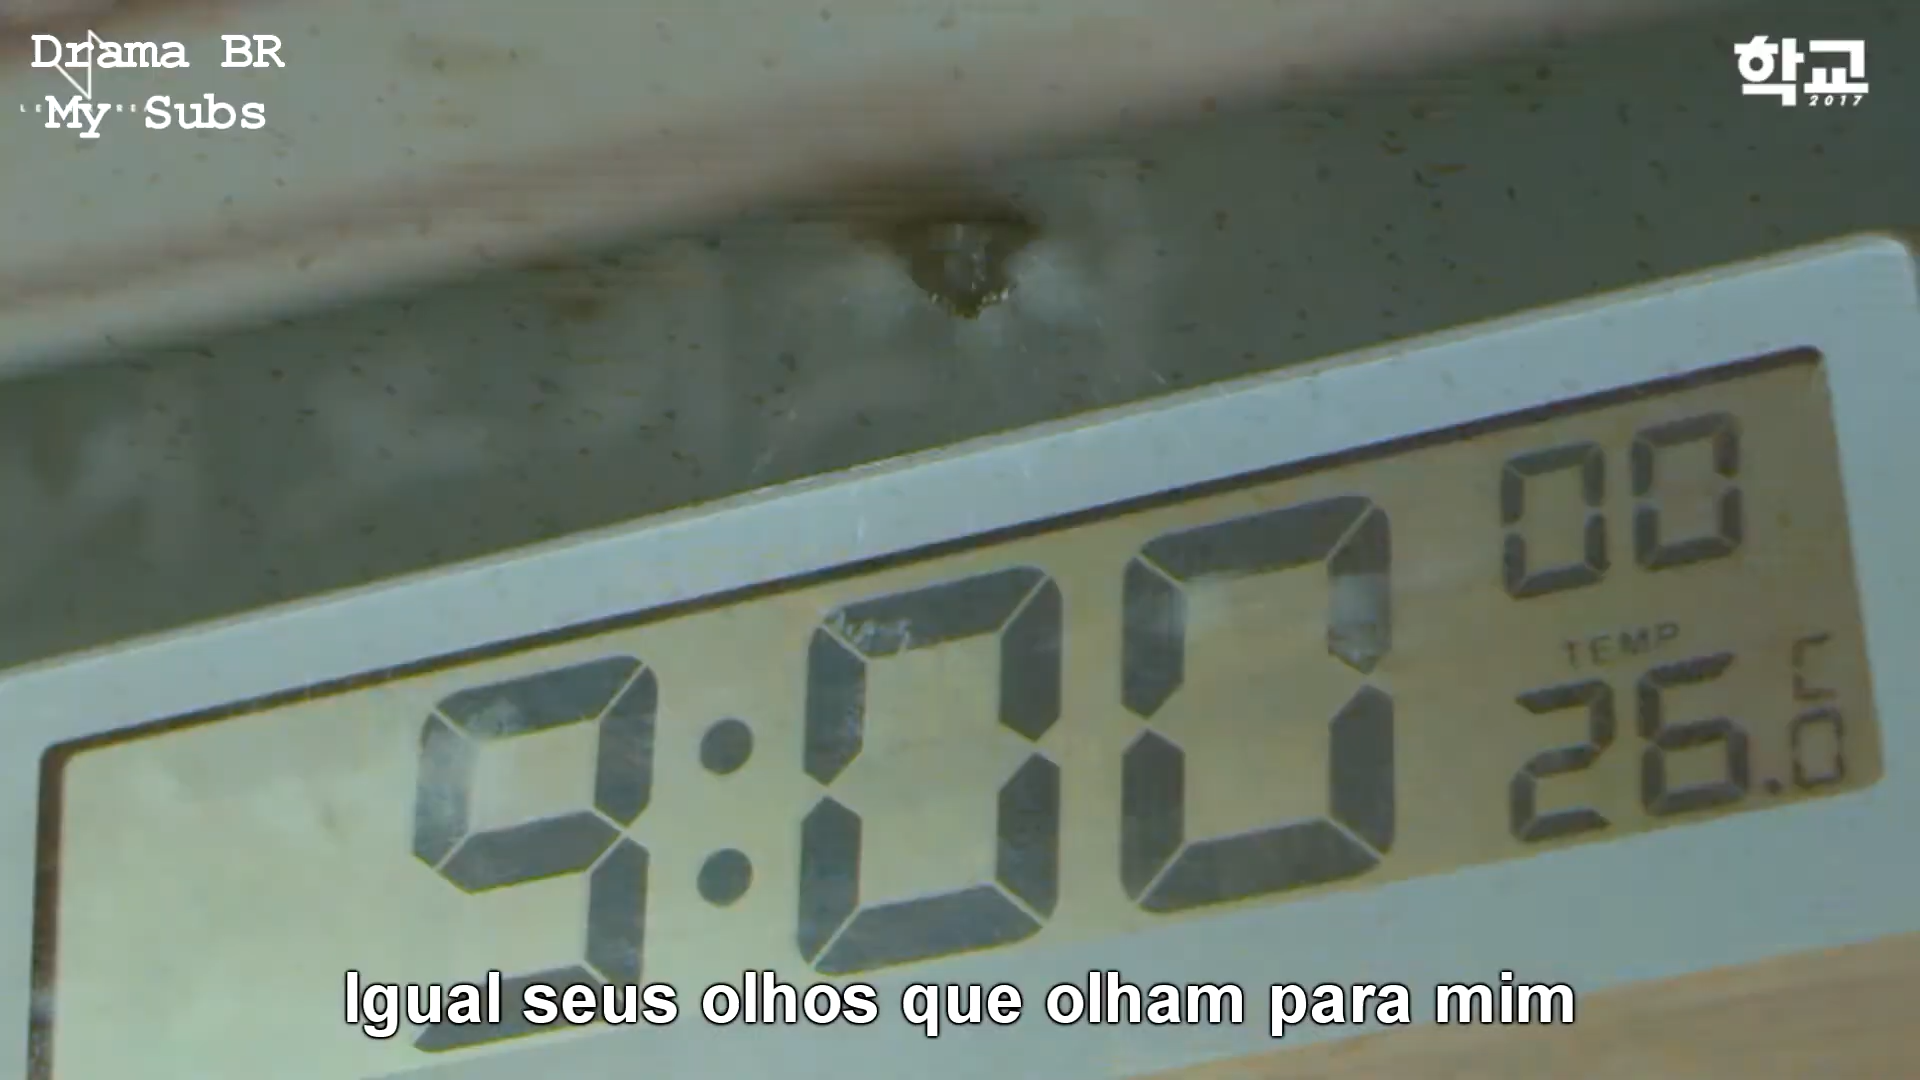 Drama BR
My Subs
학교
2017
9:00
00
TEMP
26.0
Igual seus olhos que olham para mim